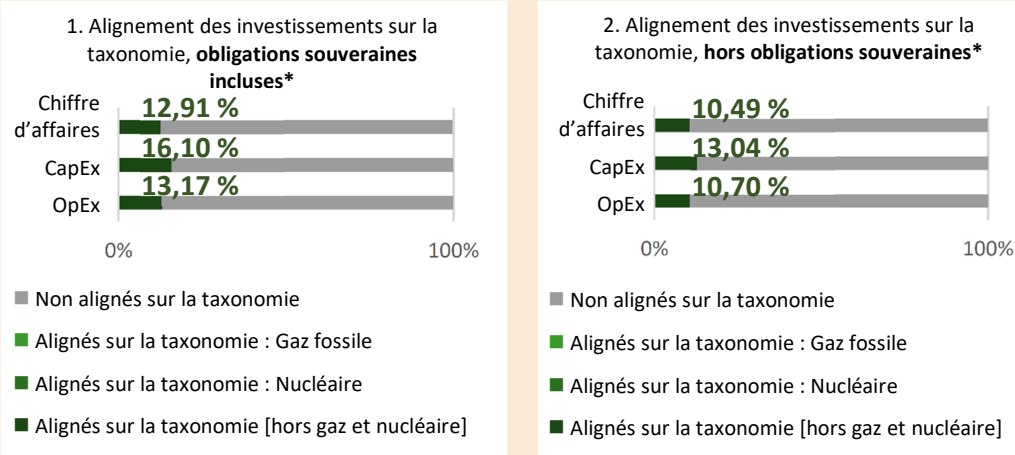 1. Alignement des investissements sur la
taxonomie, obligations souveraines
incluses*
Chiffre
d’affaires
12,91 %
CapEx
16,10 %
OpEx
13,17 %
0%
100%
Non alignés sur la taxonomie
Alignés sur la taxonomie : Gaz fossile
Alignés sur la taxonomie : Nucléaire
Alignés sur la taxonomie [hors gaz et nucléaire]
2. Alignement des investissements sur la
taxonomie, hors obligations souveraines*
Chiffre
d’affaires
10,49 %
CapEx
13,04 %
OpEx
10,70 %
0%
100%
Non alignés sur la taxonomie
Alignés sur la taxonomie : Gaz fossile
Alignés sur la taxonomie : Nucléaire
Alignés sur la taxonomie [hors gaz et nucléaire]